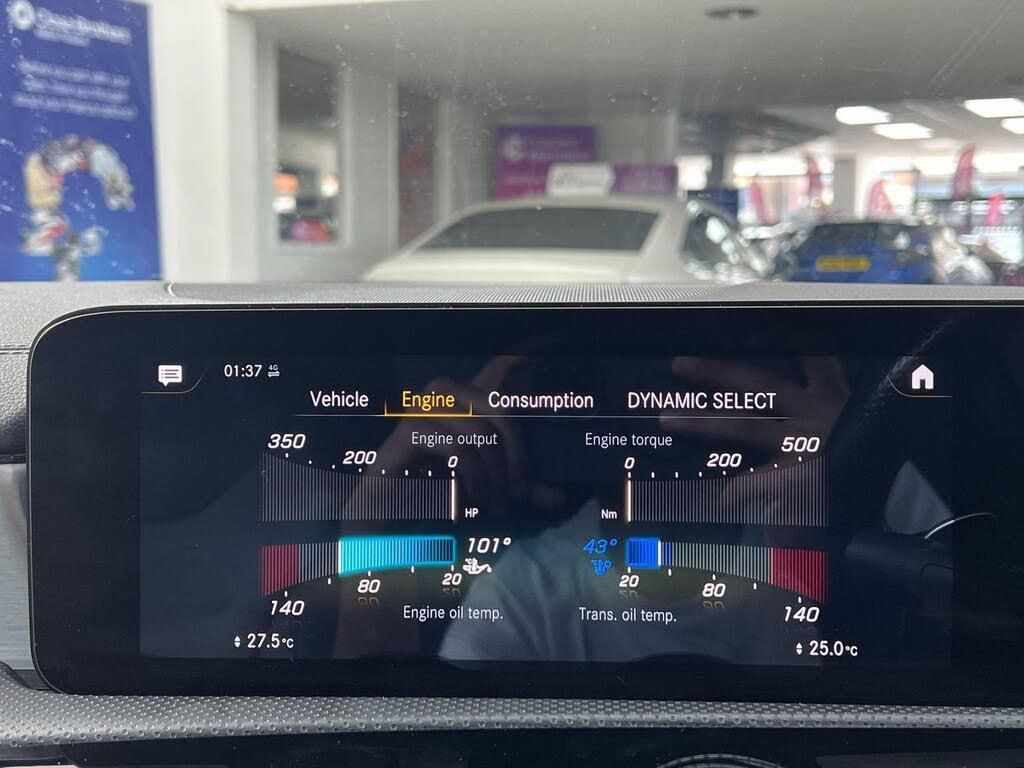 01:37 4G
Vehicle Engine Consumption DYNAMIC SELECT
Engine output Engine torque
350 200 0 0 200 500
HP Nm
101° 43°
80 20 20 80
140 140
Engine oil temp. Trans. oil temp.
27.5°C 25.0°C